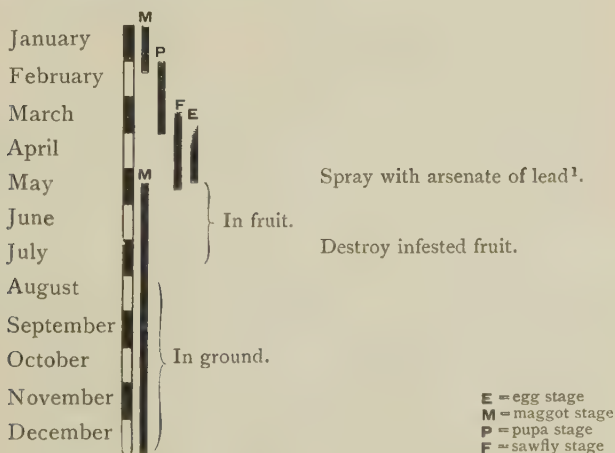 M
January
P
February
F E
March
April
M
May Spray with arsenate of lead¹.
June In fruit.
July Destroy infested fruit.
August
September
October In ground.
November
December
E = egg stage
M = maggot stage
P = pupa stage
F = sawfly stage